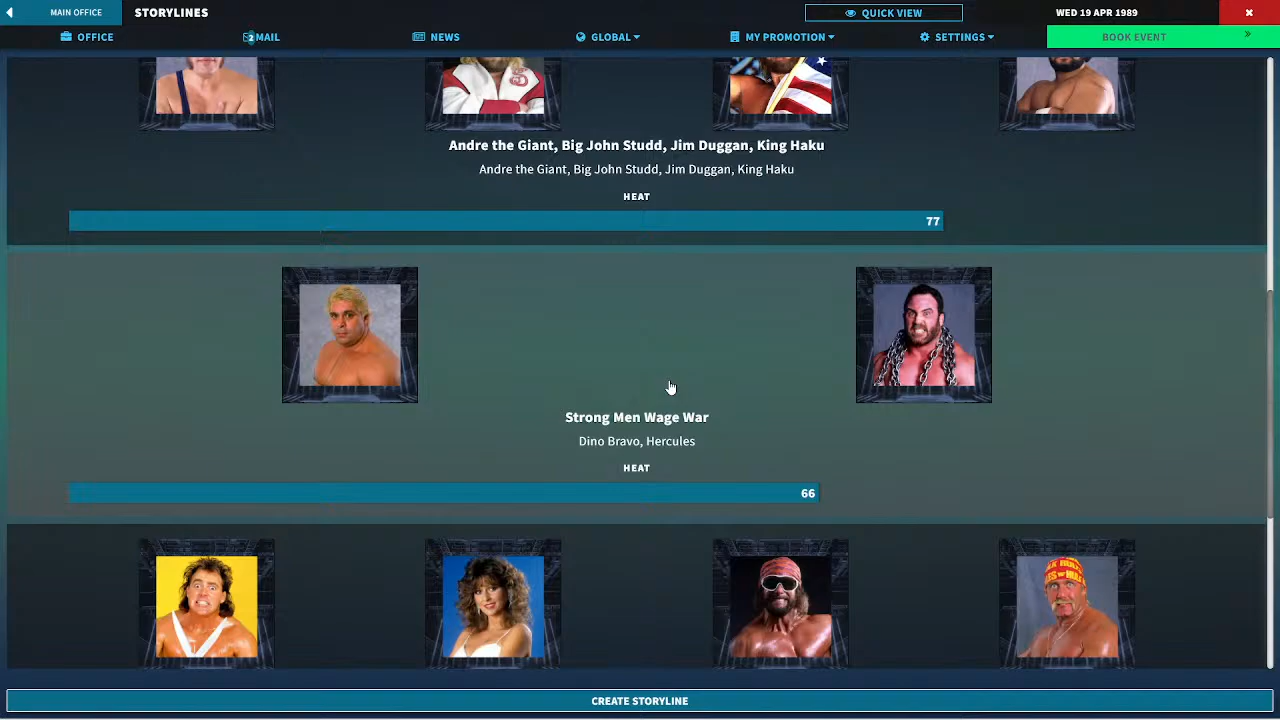 MAIN OFFICE
STORYLINES
QUICK VIEW
WED 19 APR 1989
OFFICE
2
MAIL
NEWS
GLOBAL
MY PROMOTION
SETTINGS
BOOK EVENT
Andre the Giant, Big John Studd, Jim Duggan, King Haku
Andre the Giant, Big John Studd, Jim Duggan, King Haku
HEAT
77
Strong Men Wage War
Dino Bravo, Hercules
HEAT
66
CREATE STORYLINE